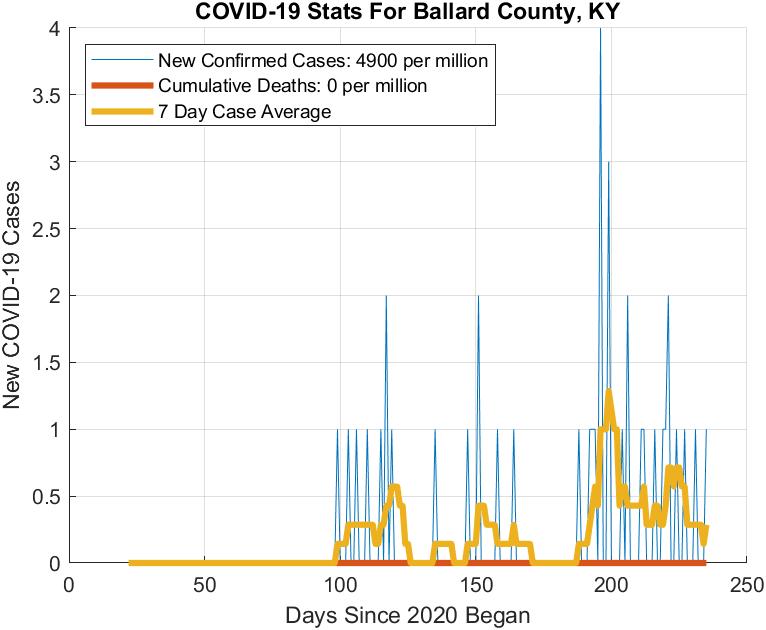 COVID-19 Stats For Ballard County, KY
New Confirmed Cases: 4900 per million
Cumulative Deaths: 0 per million
7 Day Case Average
New COVID-19 Cases
4
3.5
3
2.5
2
1.5
1
0.5
0
0 50 100 150 200 250
Days Since 2020 Began